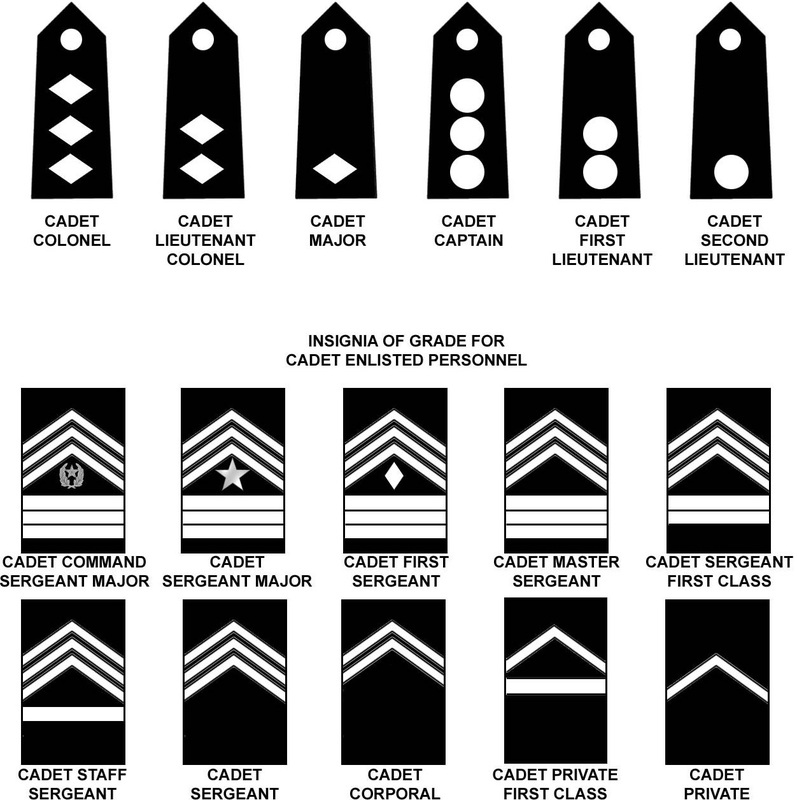 CADET
COLONEL
CADET
LIEUTENANT
COLONEL
CADET
MAJOR
CADET
CAPTAIN
CADET
FIRST
LIEUTENANT
CADET
SECOND
LIEUTENANT
INSIGNIA OF GRADE FOR
CADET ENLISTED PERSONNEL
CADET COMMAND
SERGEANT MAJOR
CADET
SERGEANT MAJOR
CADET FIRST
SERGEANT
CADET MASTER
SERGEANT
CADET SERGEANT
FIRST CLASS
CADET STAFF
SERGEANT
CADET
SERGEANT
CADET
CORPORAL
CADET PRIVATE
FIRST CLASS
CADET
PRIVATE